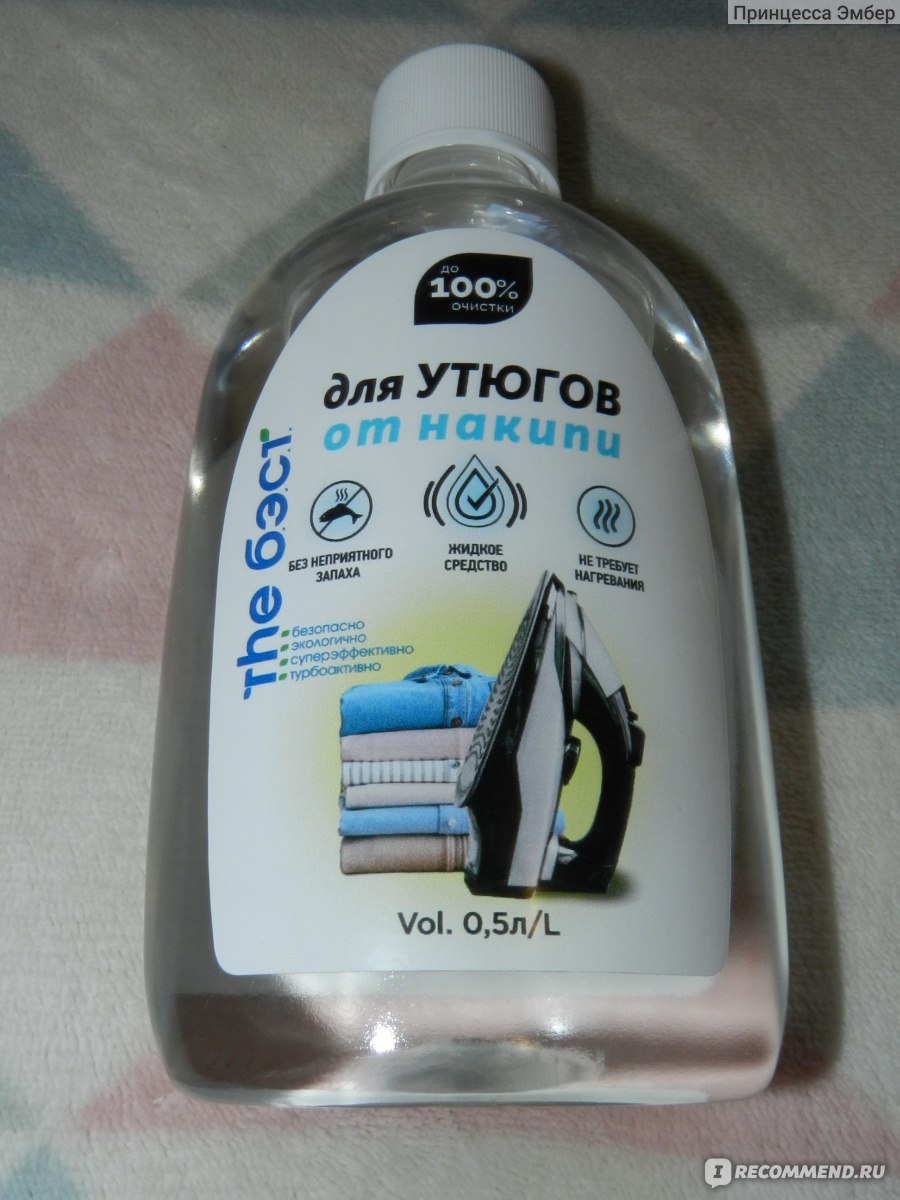 Принцесса Эмбер
до
100%
очистки
для УТЮГОВ
от накипи
The бэст
БЕЗ НЕПРИЯТНОГО
ЗАПАХА
ЖИДКОЕ
СРЕДСТВО
НЕ ТРЕБУЕТ
НАГРЕВАНИЯ
безопасно
экологично
суперэффективно
турбоактивно
Vol. 0,5л/L
IRECOMMEND.RU